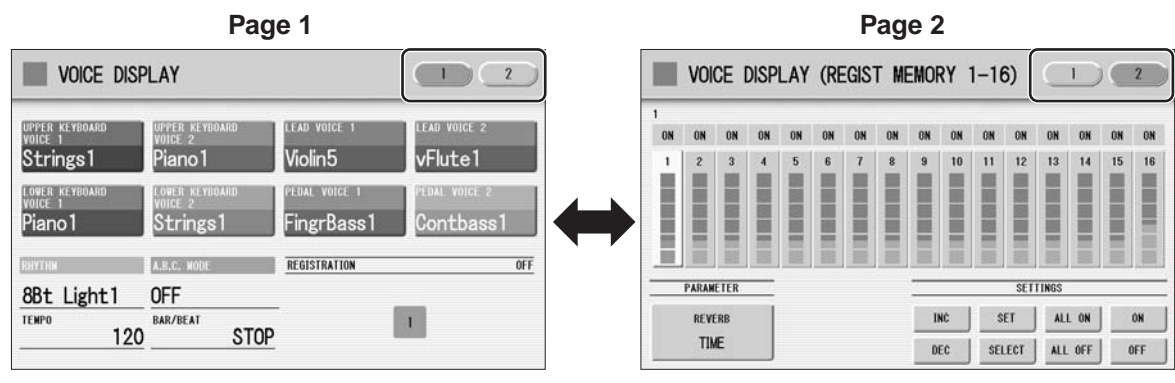 Page 1
VOICE DISPLAY
1 2
UPPER KEYBOARD VOICE 1
Strings1
UPPER KEYBOARD VOICE 2
Piano1
LEAD VOICE 1
Violin5
LEAD VOICE 2
vFlute1
LOWER KEYBOARD VOICE 1
Piano1
LOWER KEYBOARD VOICE 2
Strings1
PEDAL VOICE 1
FingrBass1
PEDAL VOICE 2
Contbass1
RHYTHM
8Bt Light1
A.B.C. MODE
OFF
REGISTRATION OFF
TEMPO
120
BAR/BEAT
STOP
1
Page 2
VOICE DISPLAY (REGIST MEMORY 1-16)
1 2
1
ON ON ON ON ON ON ON ON ON ON ON ON ON ON ON ON
1 2 3 4 5 6 7 8 9 10 11 12 13 14 15 16
PARAMETER
REVERB
TIME
SETTINGS
INC SET ALL ON ON
DEC SELECT ALL OFF OFF